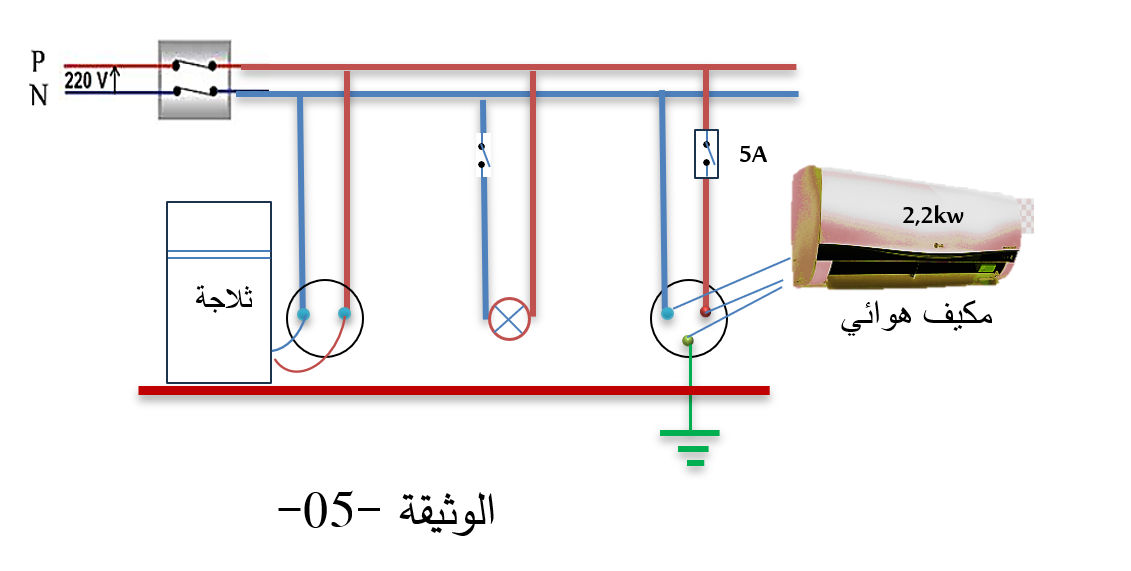 P
220 V
N
5A
2,2kw
ثلاجة
مكيف هوائي
الوثيقة -05-